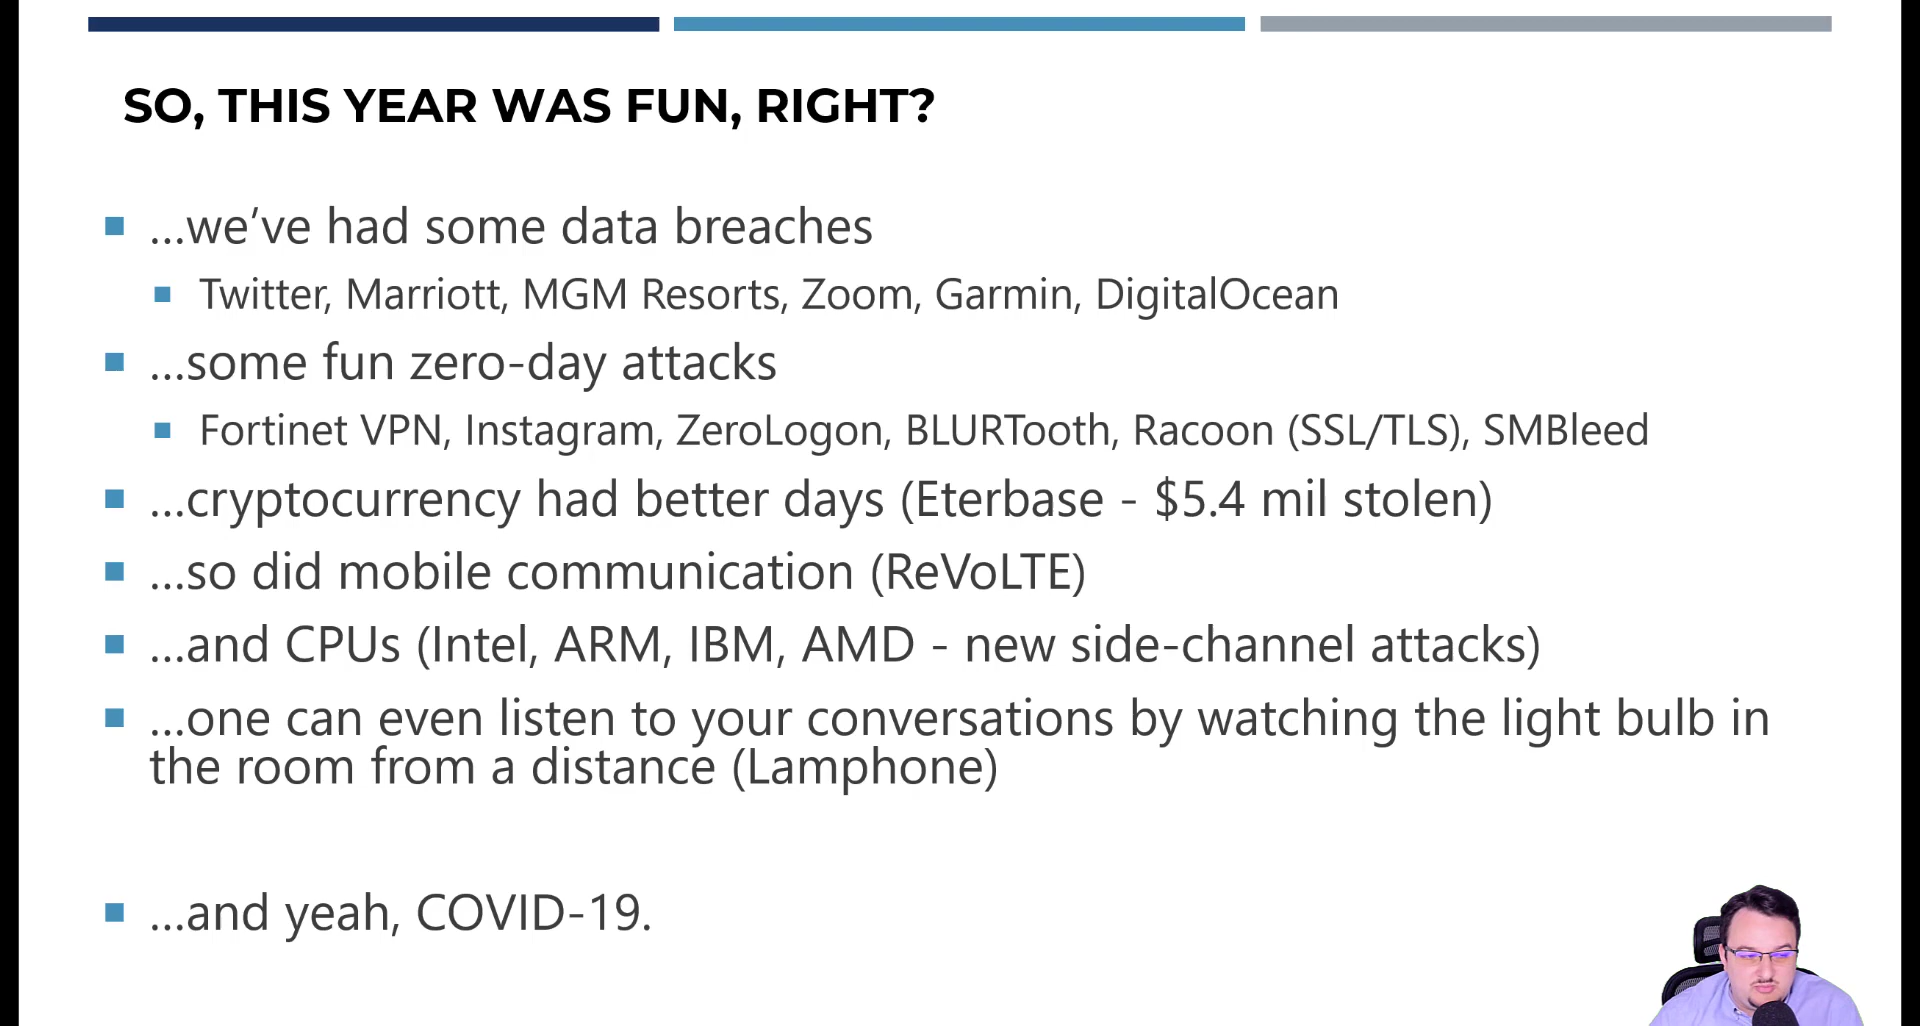 SO, THIS YEAR WAS FUN, RIGHT?
…we’ve had some data breaches
Twitter, Marriott, MGM Resorts, Zoom, Garmin, DigitalOcean
…some fun zero-day attacks
Fortinet VPN, Instagram, ZeroLogon, BLURTooth, Racoon (SSL/TLS), SMBleed
…cryptocurrency had better days (Eterbase - $5.4 mil stolen)
…so did mobile communication (ReVoLTE)
…and CPUs (Intel, ARM, IBM, AMD - new side-channel attacks)
…one can even listen to your conversations by watching the light bulb in
the room from a distance (Lamphone)
…and yeah, COVID-19.